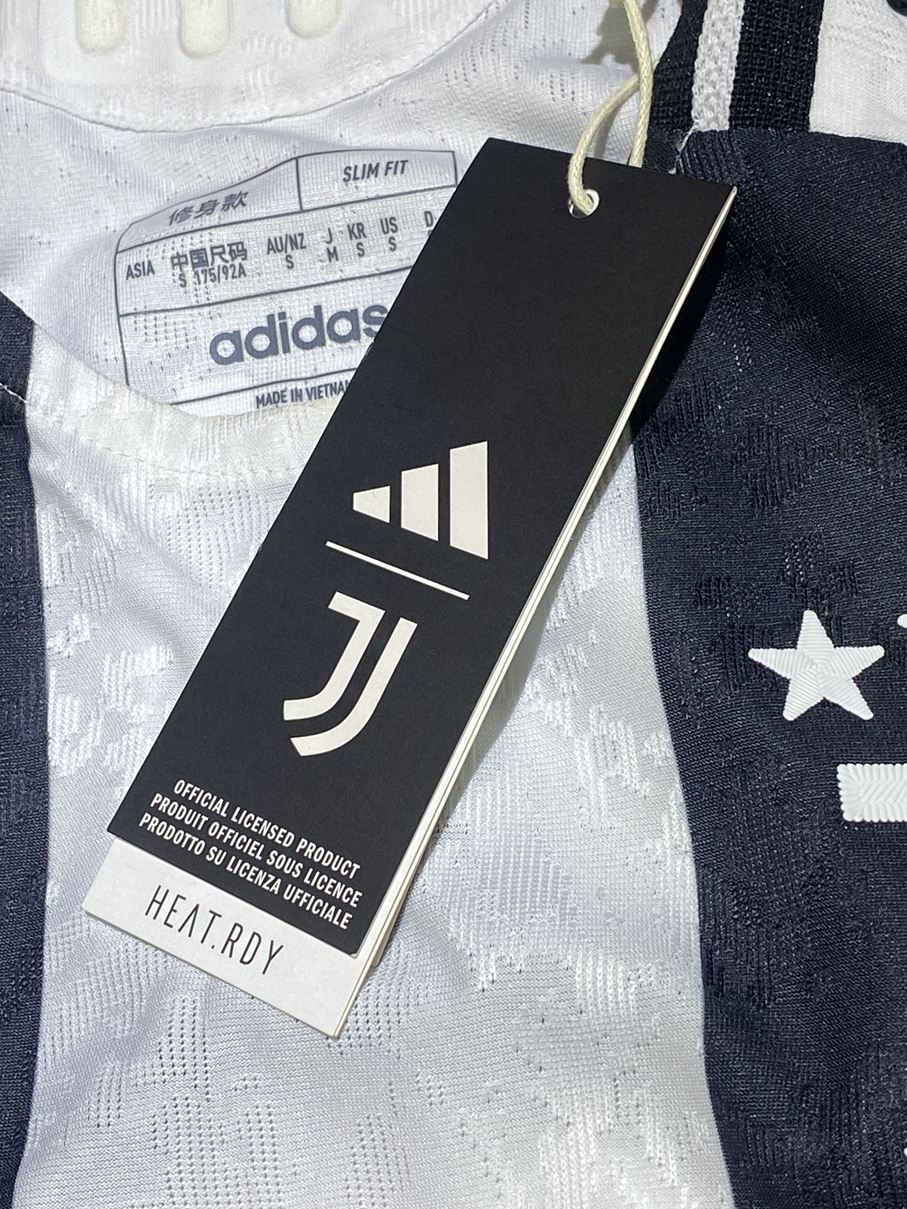 修身款 SLIM FIT
ASIA 中国尺码 AU/NZ J KR US D
S 175/92A S M S S
adidas
MADE IN VIETNAM
OFFICIAL LICENSED PRODUCT
PRODUIT OFFICIEL SOUS LICENCE
PRODOTTO SU LICENZA UFFICIALE
HEAT.RDY